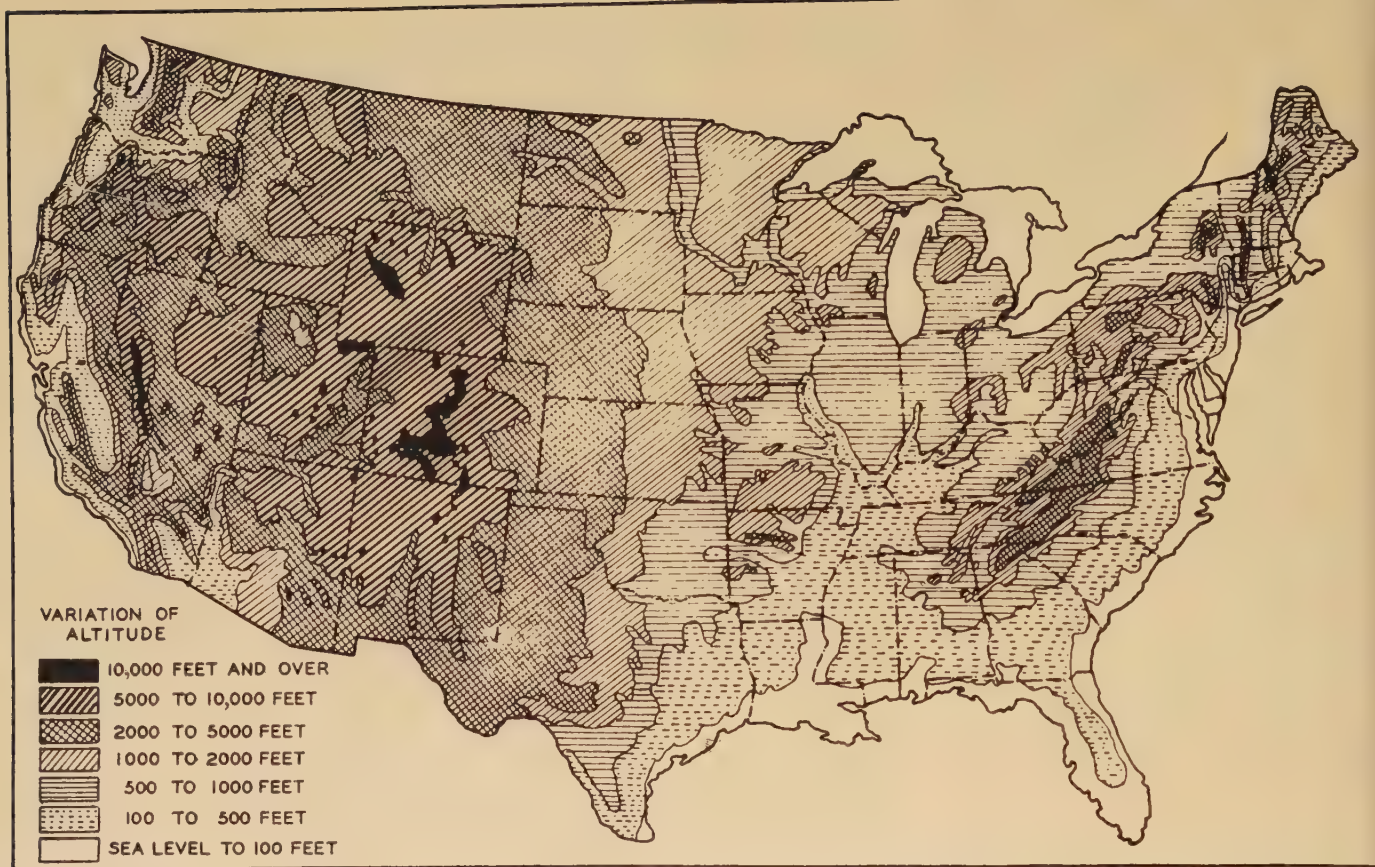 VARIATION OF
ALTITUDE
10,000 FEET AND OVER
5000 TO 10,000 FEET
2000 TO 5000 FEET
1000 TO 2000 FEET
500 TO 1000 FEET
100 TO 500 FEET
SEA LEVEL TO 100 FEET